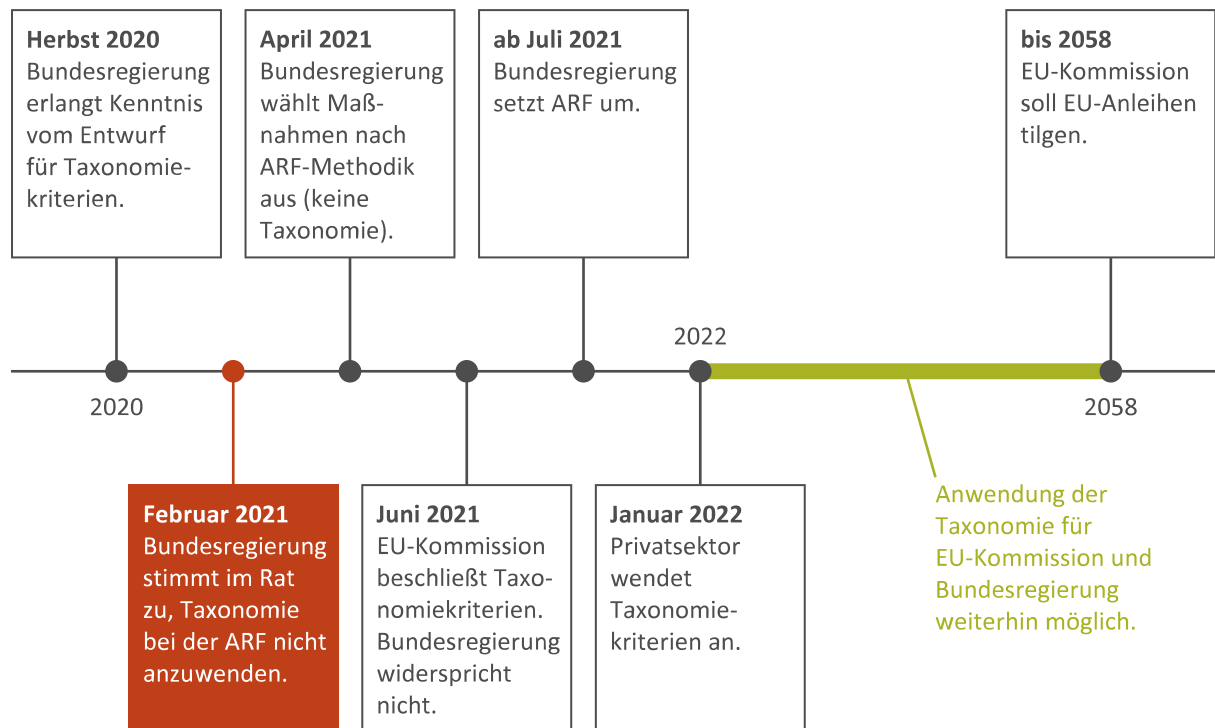 Herbst 2020
Bundesregierung
erlangt Kenntnis
vom Entwurf
für Taxonomie-
kriterien.
April 2021
Bundesregierung
wählt Maß-
nahmen nach
ARF-Methodik
aus (keine
Taxonomie).
ab Juli 2021
Bundesregierung
setzt ARF um.
bis 2058
EU-Kommission
soll EU-Anleihen
tilgen.
2022
2020
2058
Februar 2021
Bundesregierung
stimmt im Rat
zu, Taxonomie
bei der ARF nicht
anzuwenden.
Juni 2021
EU-Kommission
beschließt Taxo-
nomiekriterien.
Bundesregierung
widerspricht
nicht.
Januar 2022
Privatsektor
wendet
Taxonomie-
kriterien an.
Anwendung der
Taxonomie für
EU-Kommission und
Bundesregierung
weiterhin möglich.